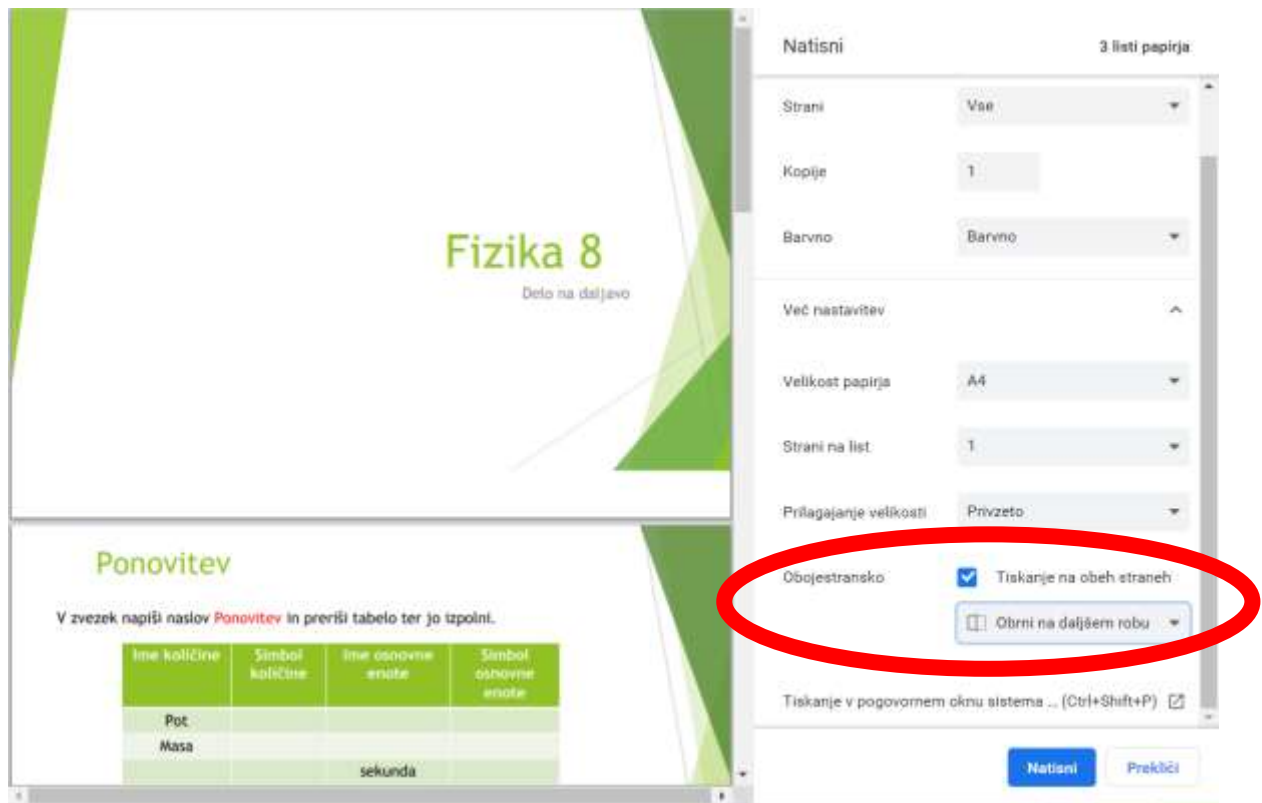 Fizika 8
Delo na daljavo
Ponovitev
V zvezek napiši naslov Ponovitev in preriši tabelo ter jo izpolni.
Ime količine Simbol količine Ime osnovne enote Simbol osnovne enote
Pot
Masa
sekunda
Natisni 3 listi papirja
Strani Vse
Kopije 1
Barvno Barvno
Več nastavitev
Velikost papirja A4
Strani na list 1
Prilagajanje velikosti Privzeto
Obojestransko Tiskanje na obeh straneh
Obrni na daljšem robu
Tiskanje v pogovornem oknu sistema ... (Ctrl+Shift+P)
Natisni Prekliči